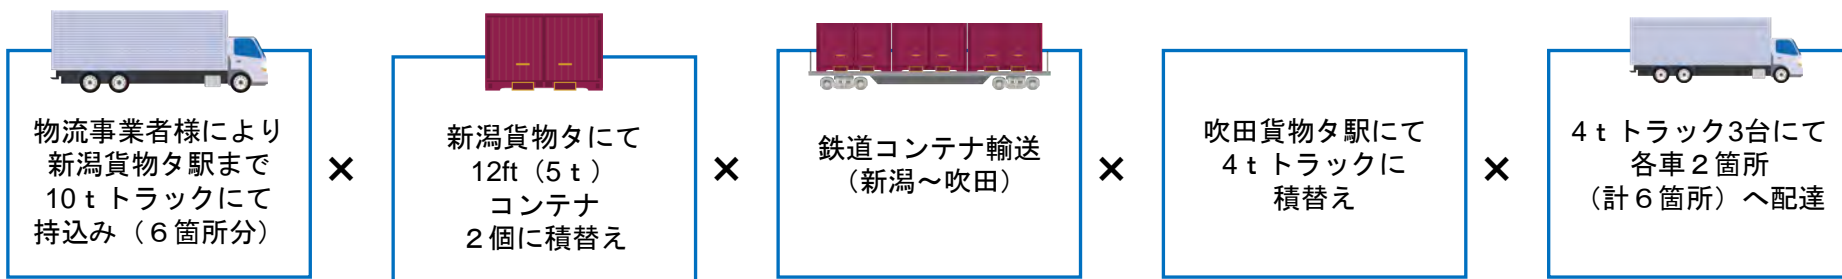 物流事業者様により
新潟貨物タ駅まで
10ｔトラックにて
持込み（６箇所分）
×
新潟貨物タにて
12ft（5ｔ）
コンテナ
２個に積替え
×
鉄道コンテナ輸送
（新潟～吹田）
×
吹田貨物タ駅にて
4ｔトラックに
積替え
×
4ｔトラック3台にて
各車２箇所
（計６箇所）へ配達